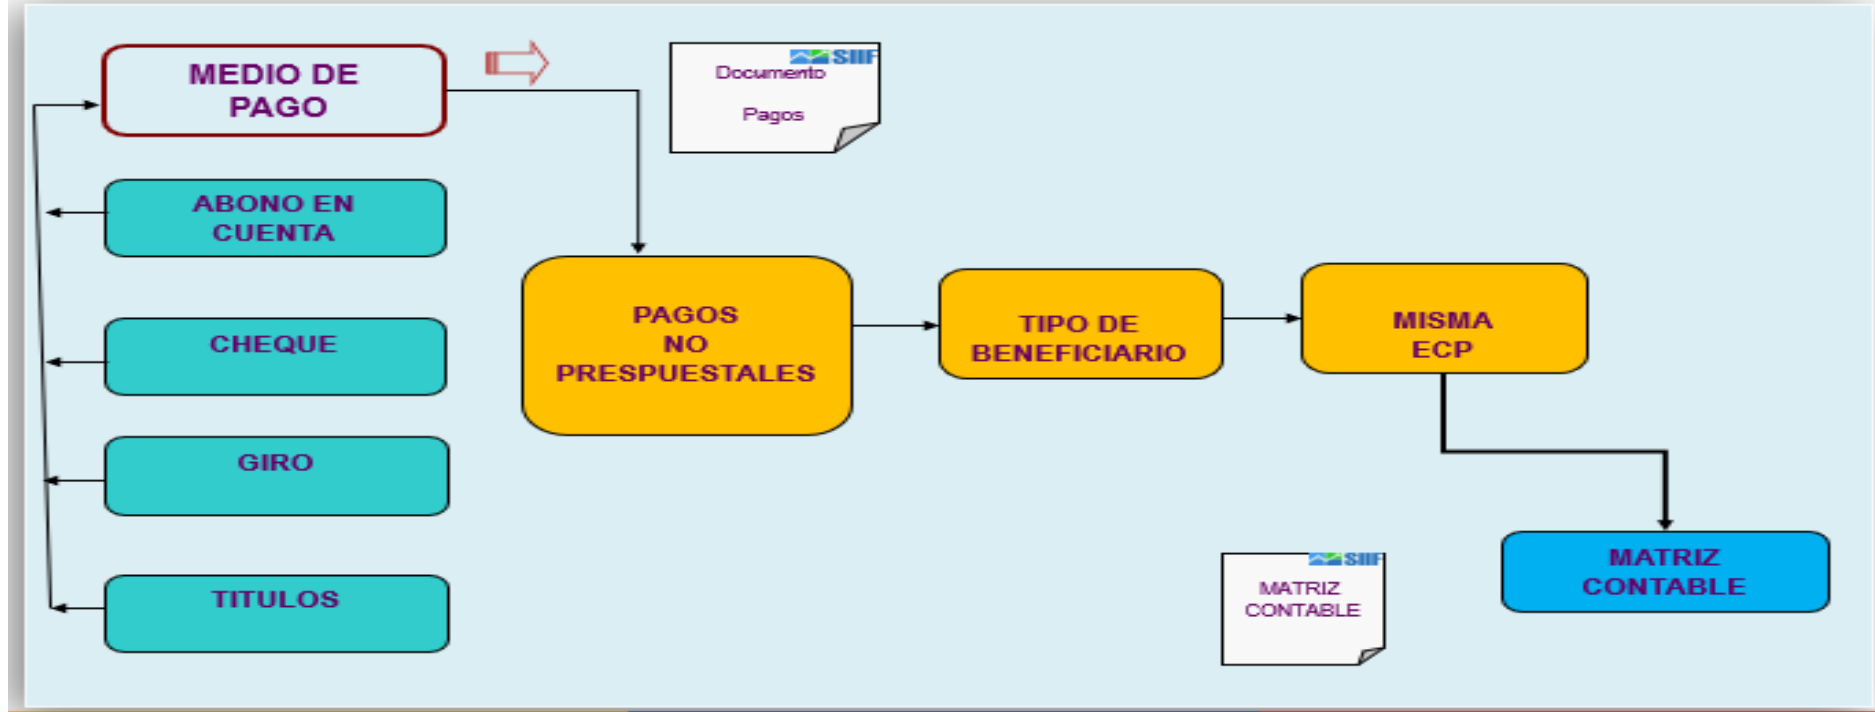 MEDIO DE
PAGO
SIIF
Documento
Pagos
ABONO EN
CUENTA
CHEQUE
GIRO
TITULOS
PAGOS
NO
PRESPUESTALES
TIPO DE
BENEFICIARIO
MISMA
ECP
SIIF
MATRIZ
CONTABLE
MATRIZ
CONTABLE